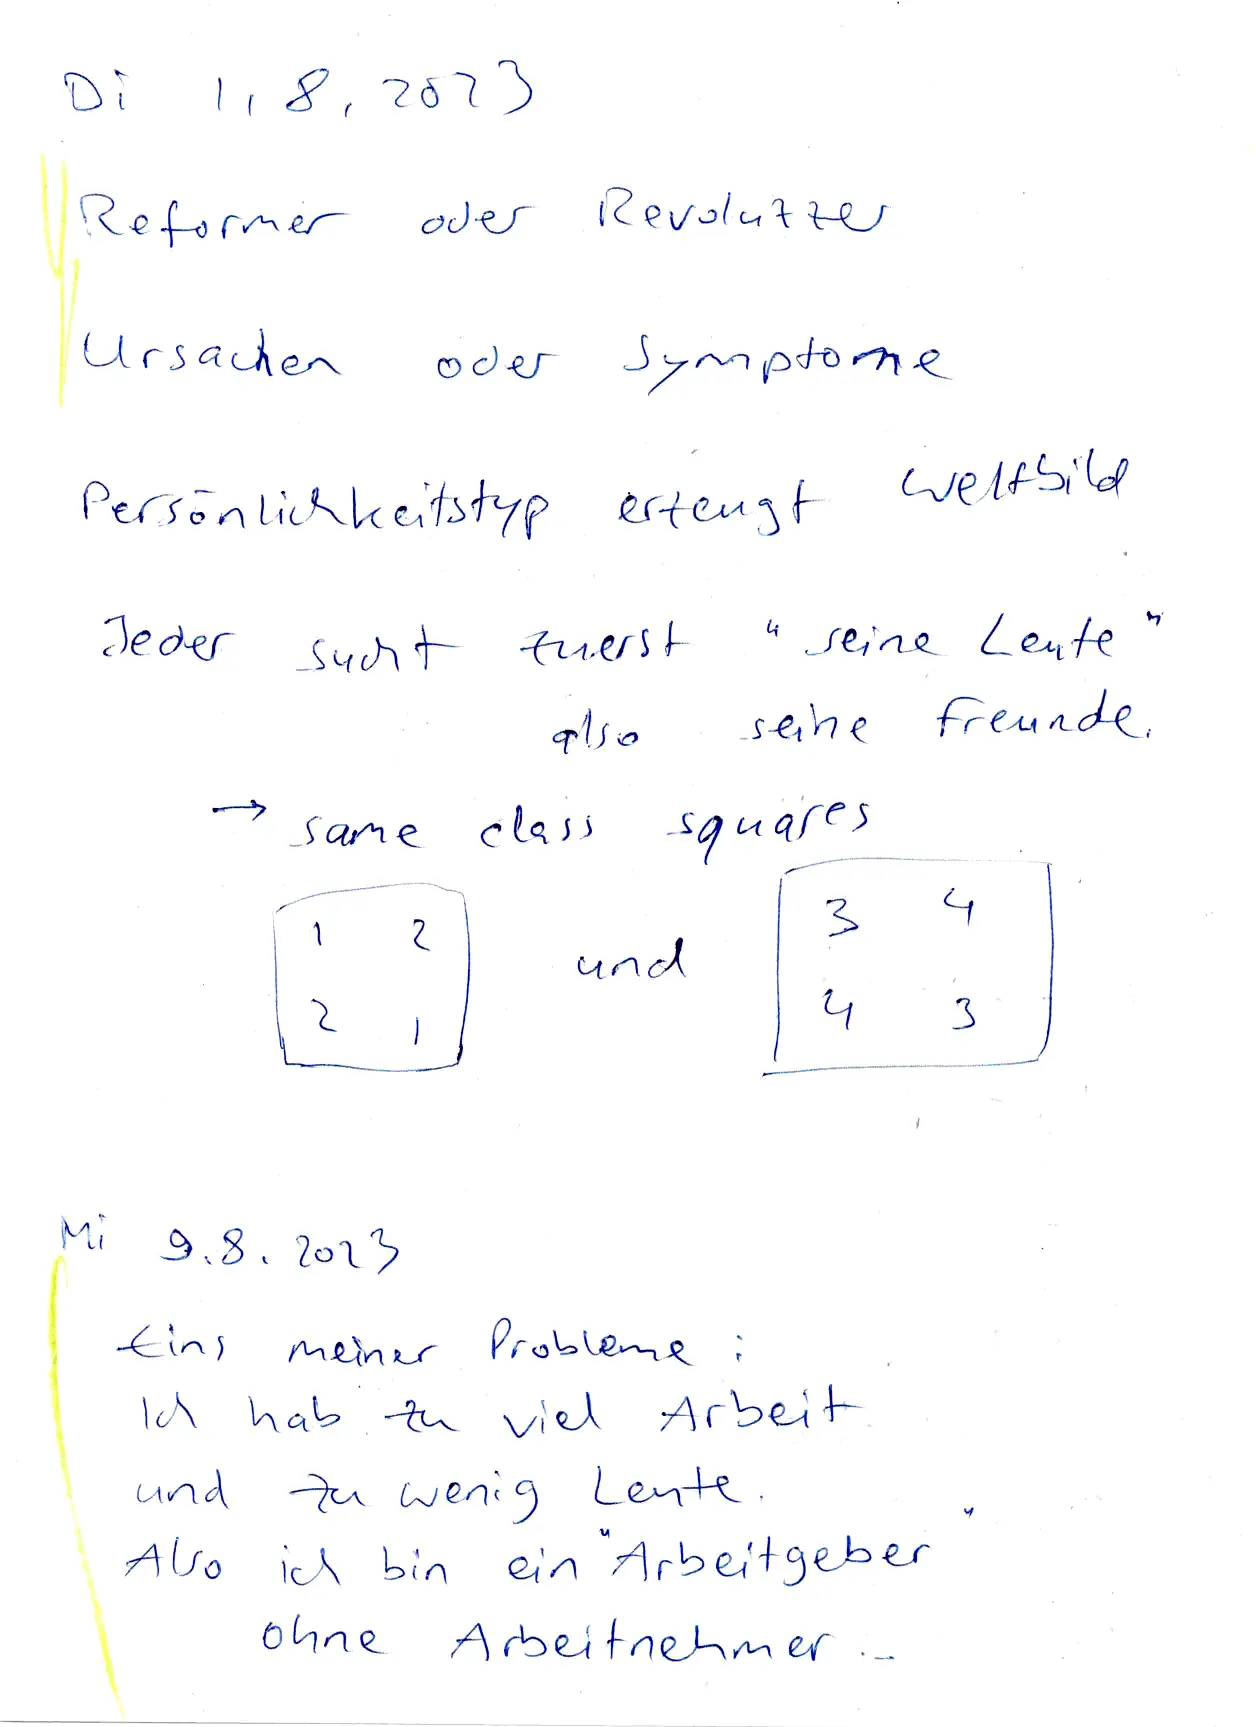 Di 1.8.2023
Reformer oder Revoluzzer
Ursachen oder Symptome
Persönlichkeitstyp erzeugt Weltbild
Jeder sucht zuerst "seine Leute"
also seine Freunde.
→ same class squares
1 2
2 1
und
3 4
4 3
Mi 9.8.2023
Eins meiner Probleme:
Ich hab zu viel Arbeit
und zu wenig Leute.
Also ich bin ein "Arbeitgeber"
ohne Arbeitnehmer...